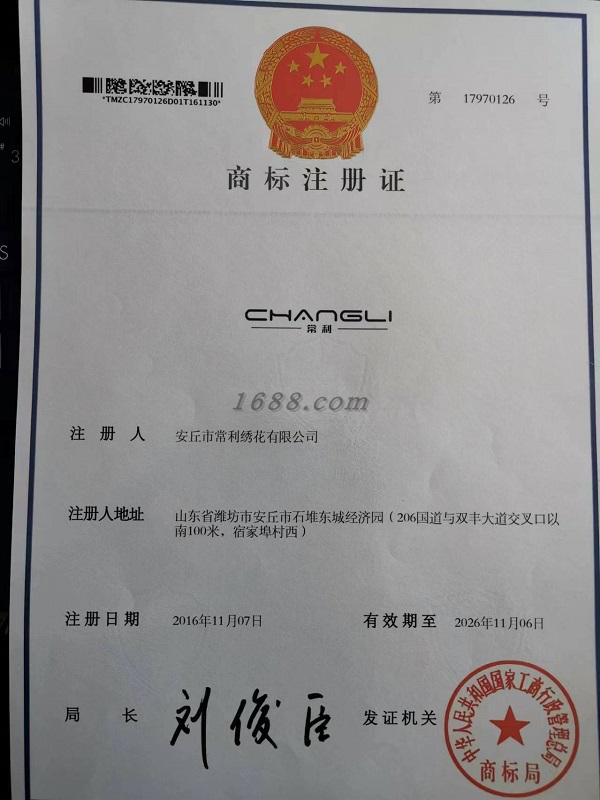 *TMZC17970126D01T161130*
第 17970126 号
商标注册证
CHANGLI
常利
1688.com
注册人 安丘市常利绣花有限公司
注册人地址 山东省潍坊市安丘市石堆东城经济园（206国道与双丰大道交叉口以
南100米，宿家埠村西）
注册日期 2016年11月07日 有效期至 2026年11月06日
局长 刘俊臣 发证机关
中华人民共和国国家工商行政管理总局
商标局